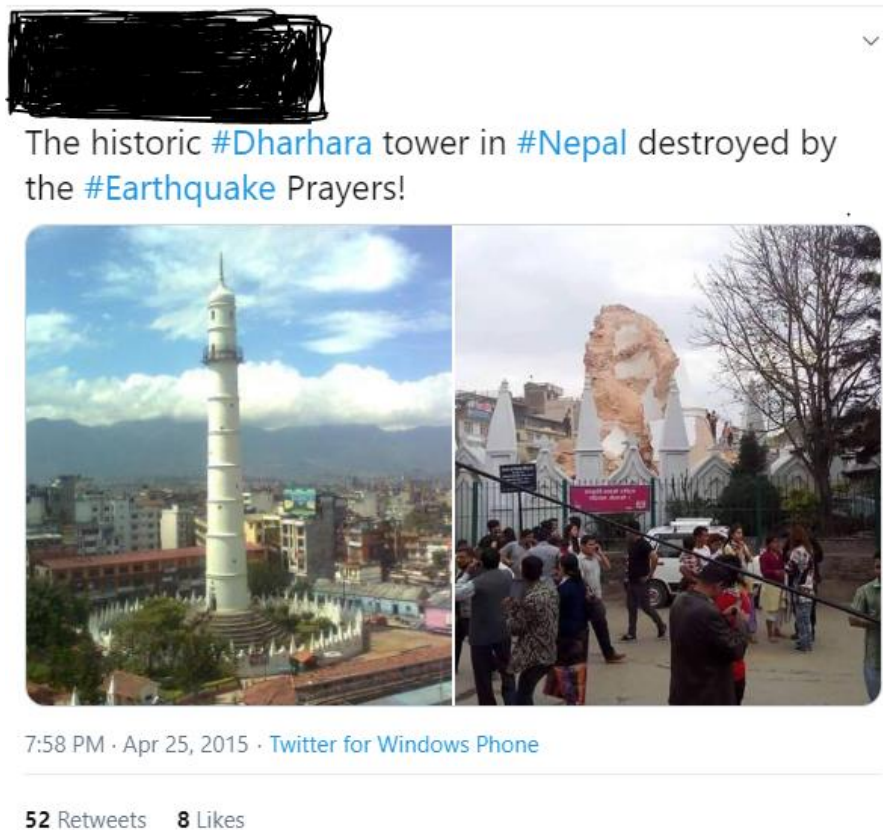 The historic #Dharhara tower in #Nepal destroyed by
the #Earthquake Prayers!
7:58 PM · Apr 25, 2015 · Twitter for Windows Phone
52 Retweets 8 Likes